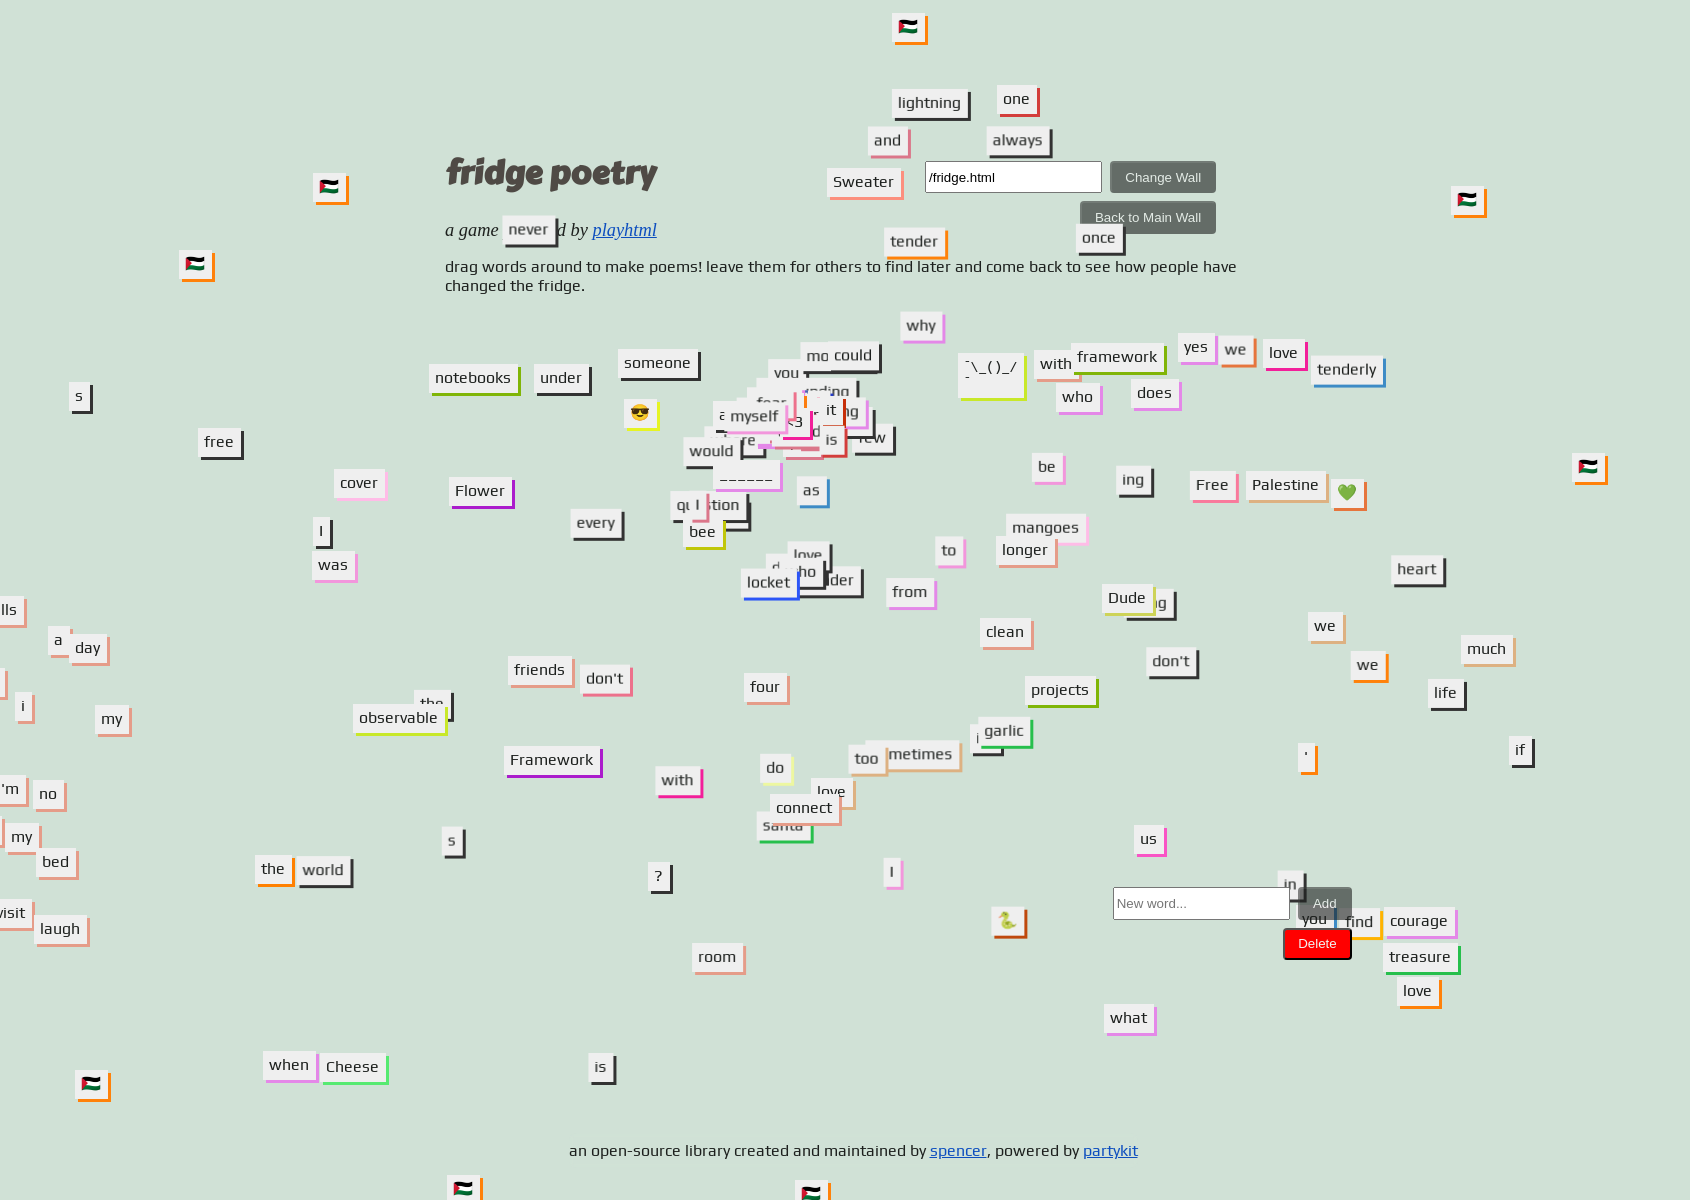 🇵🇸
lightning
one
and
always
fridge poetry
Sweater
/fridge.html
Change Wall
🇵🇸
🇵🇸
Back to Main Wall
a game
never
d by playhtml
once
tender
drag words around to make poems! leave them for others to find later and come back to see how people have
changed the fridge.
🇵🇸
why
yes
we
love
could
someone
with
framework
¯\_()_/
¯
tenderly
you
notebooks
under
who
does
s
😎
myself
<3
it
free
would
is
be
ing
cover
Flower
______
as
Free
Palestine
💚
🇵🇸
I
bee
every
mangoes
I
was
love
to
longer
locket
from
heart
Dude
lls
a
day
clean
we
friends
don't
don't
we
much
four
projects
life
i
my
the
observable
garlic
Framework
too
metimes
'
if
with
do
love
connect
santa
'm
no
my
bed
s
us
the
world
?
I
in
New word...
Add
you
find
courage
visit
laugh
🐍
Delete
room
treasure
love
what
when
Cheese
is
🇵🇸
an open-source library created and maintained by spencer, powered by partykit
🇵🇸
🇵🇸